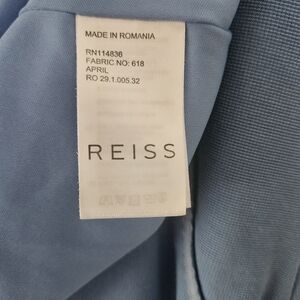 MADE IN ROMANIA
RN114836
FABRIC NO: 618
APRIL
RO 29.1.005.32
REISS